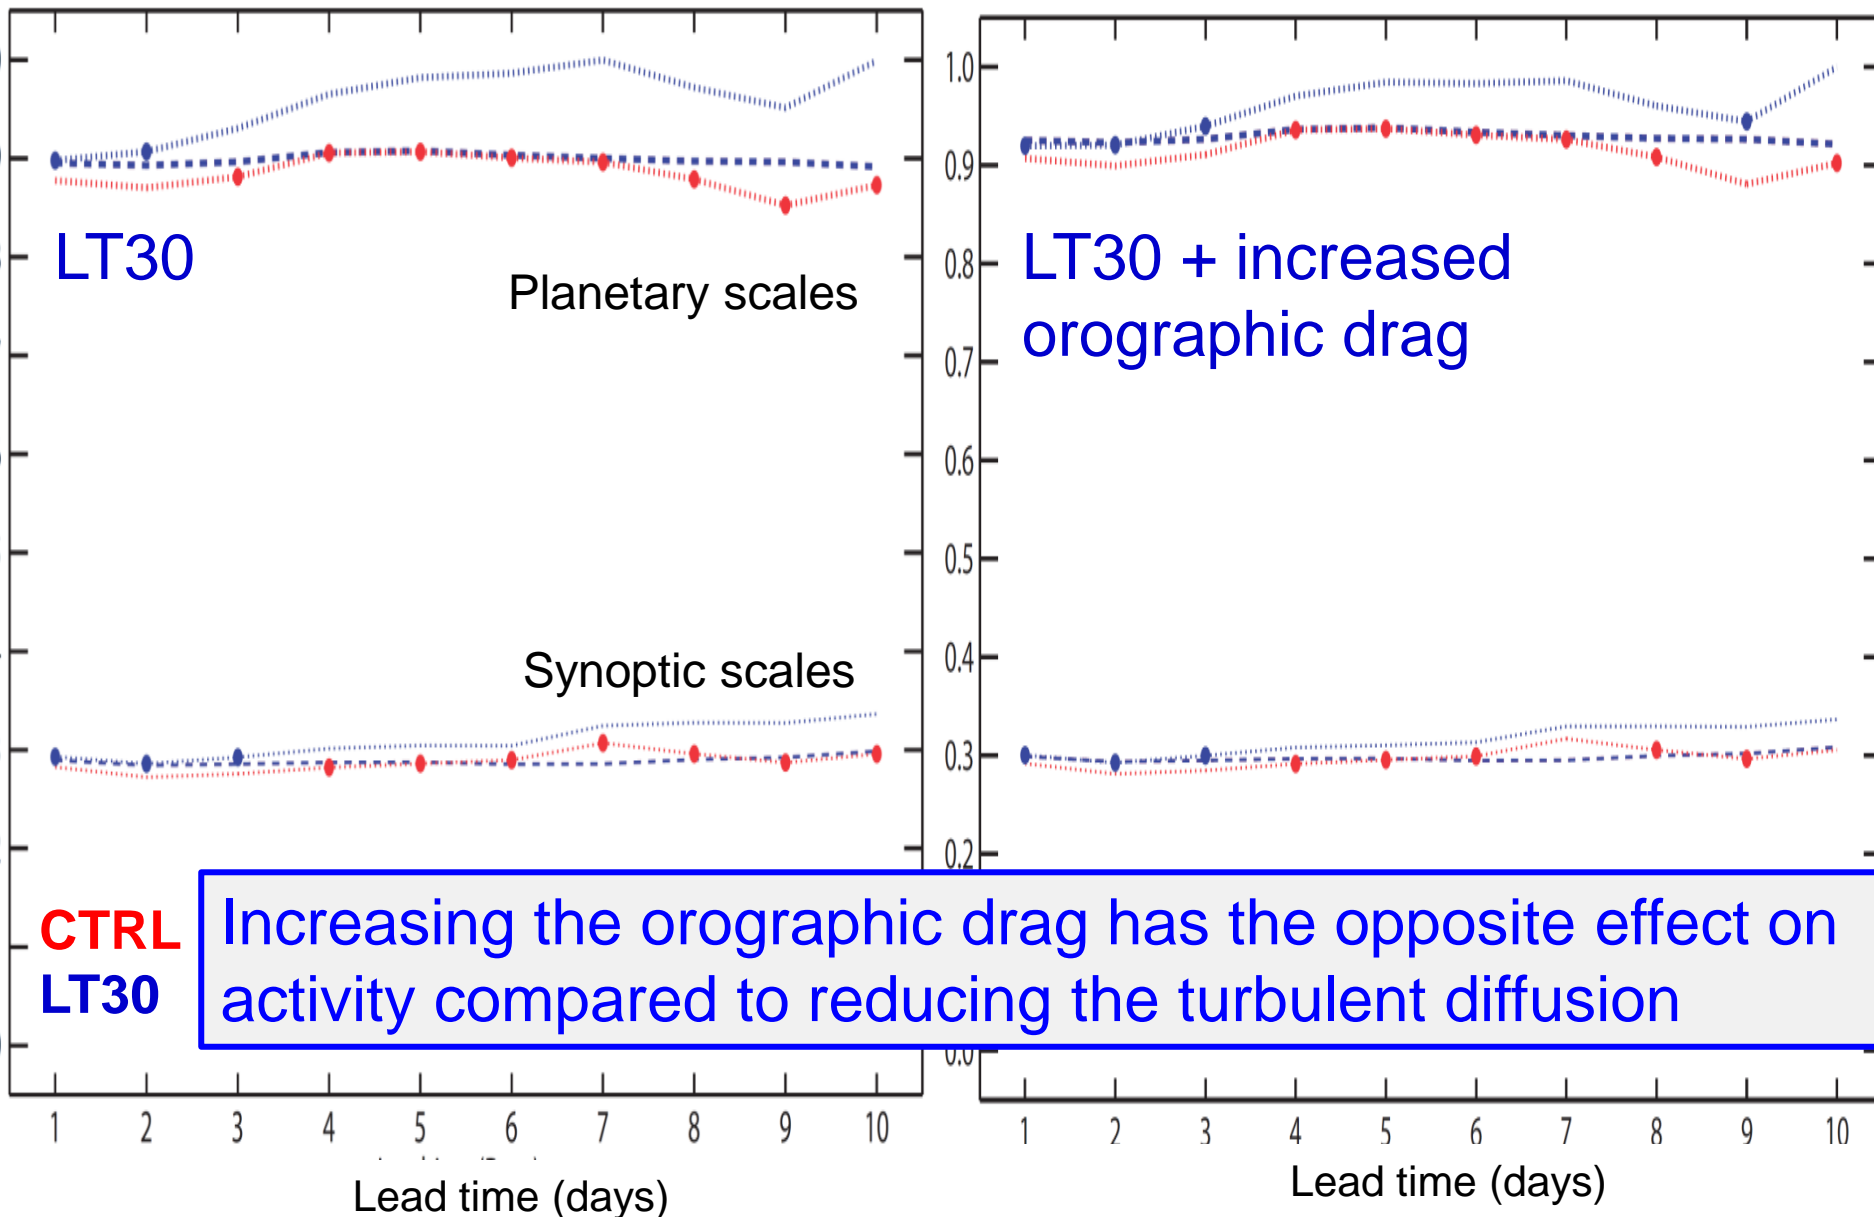 LT30
Planetary scales
Synoptic scales
CTRL
LT30
1 2 3 4 5 6 7 8 9 10
Lead time (days)
1.0
0.9
0.8
0.7
0.6
0.5
0.4
0.3
0.2
0.0
LT30 + increased
orographic drag
Increasing the orographic drag has the opposite effect on
activity compared to reducing the turbulent diffusion
1 2 3 4 5 6 7 8 9 10
Lead time (days)